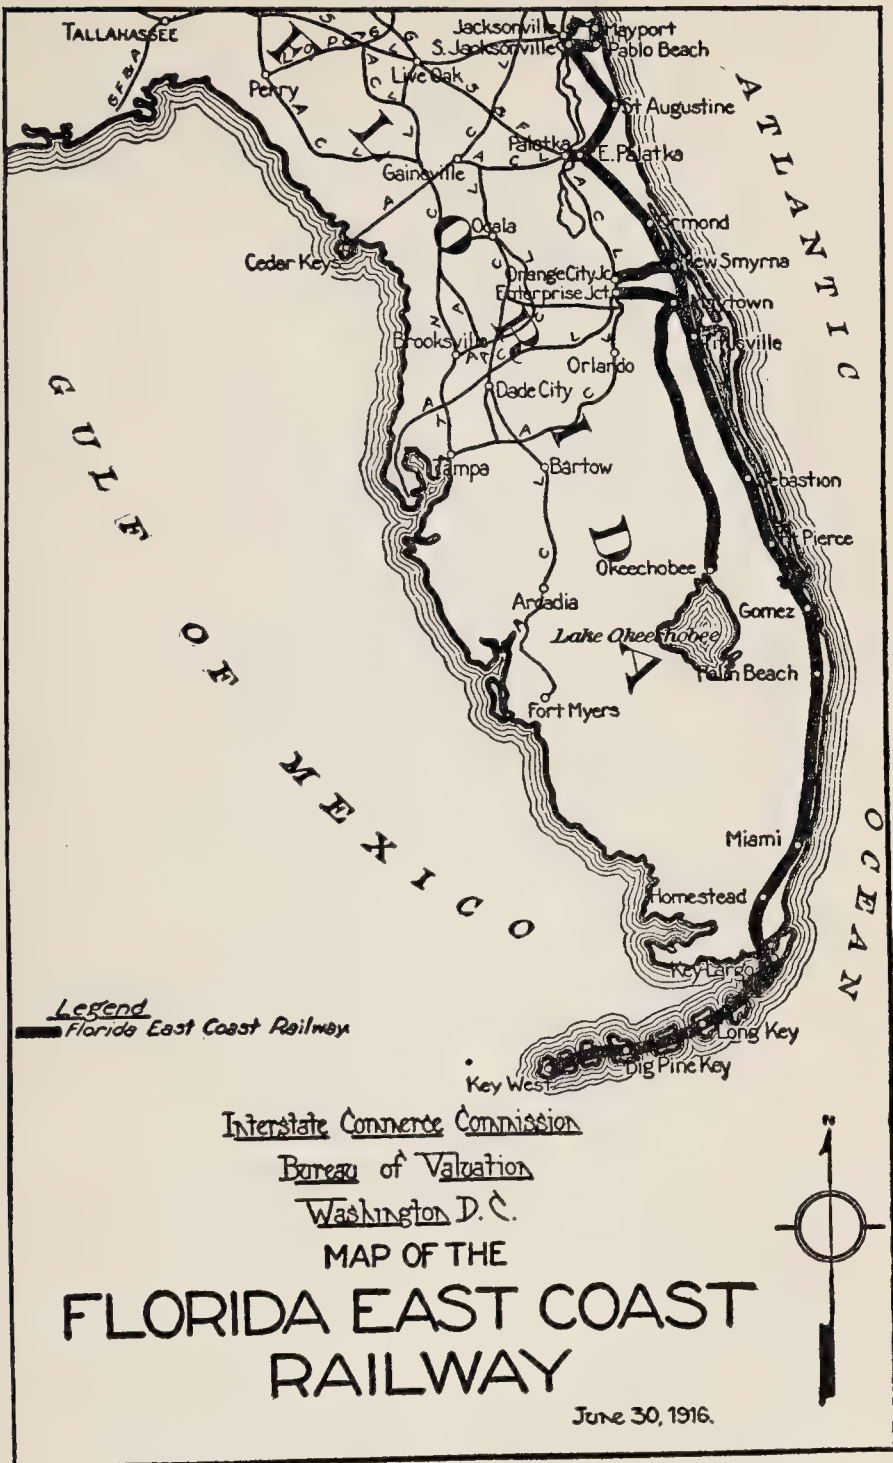 TALLAHASSEE
Jacksonville
Mayport
S. Jacksonville
Pablo Beach
Perry
Live Oak
G.F.& A.
St Augustine
Palatka
E. Palatka
Gainesville
Ormond
Ocala
Cedar Keys
New Smyrna
Orange City Jc.
Enterprise Jct.
Brooksville
Titusville
Orlando
Dade City
Tampa
Bartow
Sebastion
Ft Pierce
Okeechobee
Arcadia
Gomez
Lake Okeechobee
Palm Beach
Fort Myers
Miami
Homestead
Key Largo
Long Key
Big Pine Key
Key West
FLORIDA
ATLANTIC
OCEAN
GULF
OF
MEXICO
Legend
Florida East Coast Railway.
Interstate Commerce Commission
Bureau of Valuation
Washington D. C.
MAP OF THE
FLORIDA EAST COAST
RAILWAY
June 30, 1916.
N